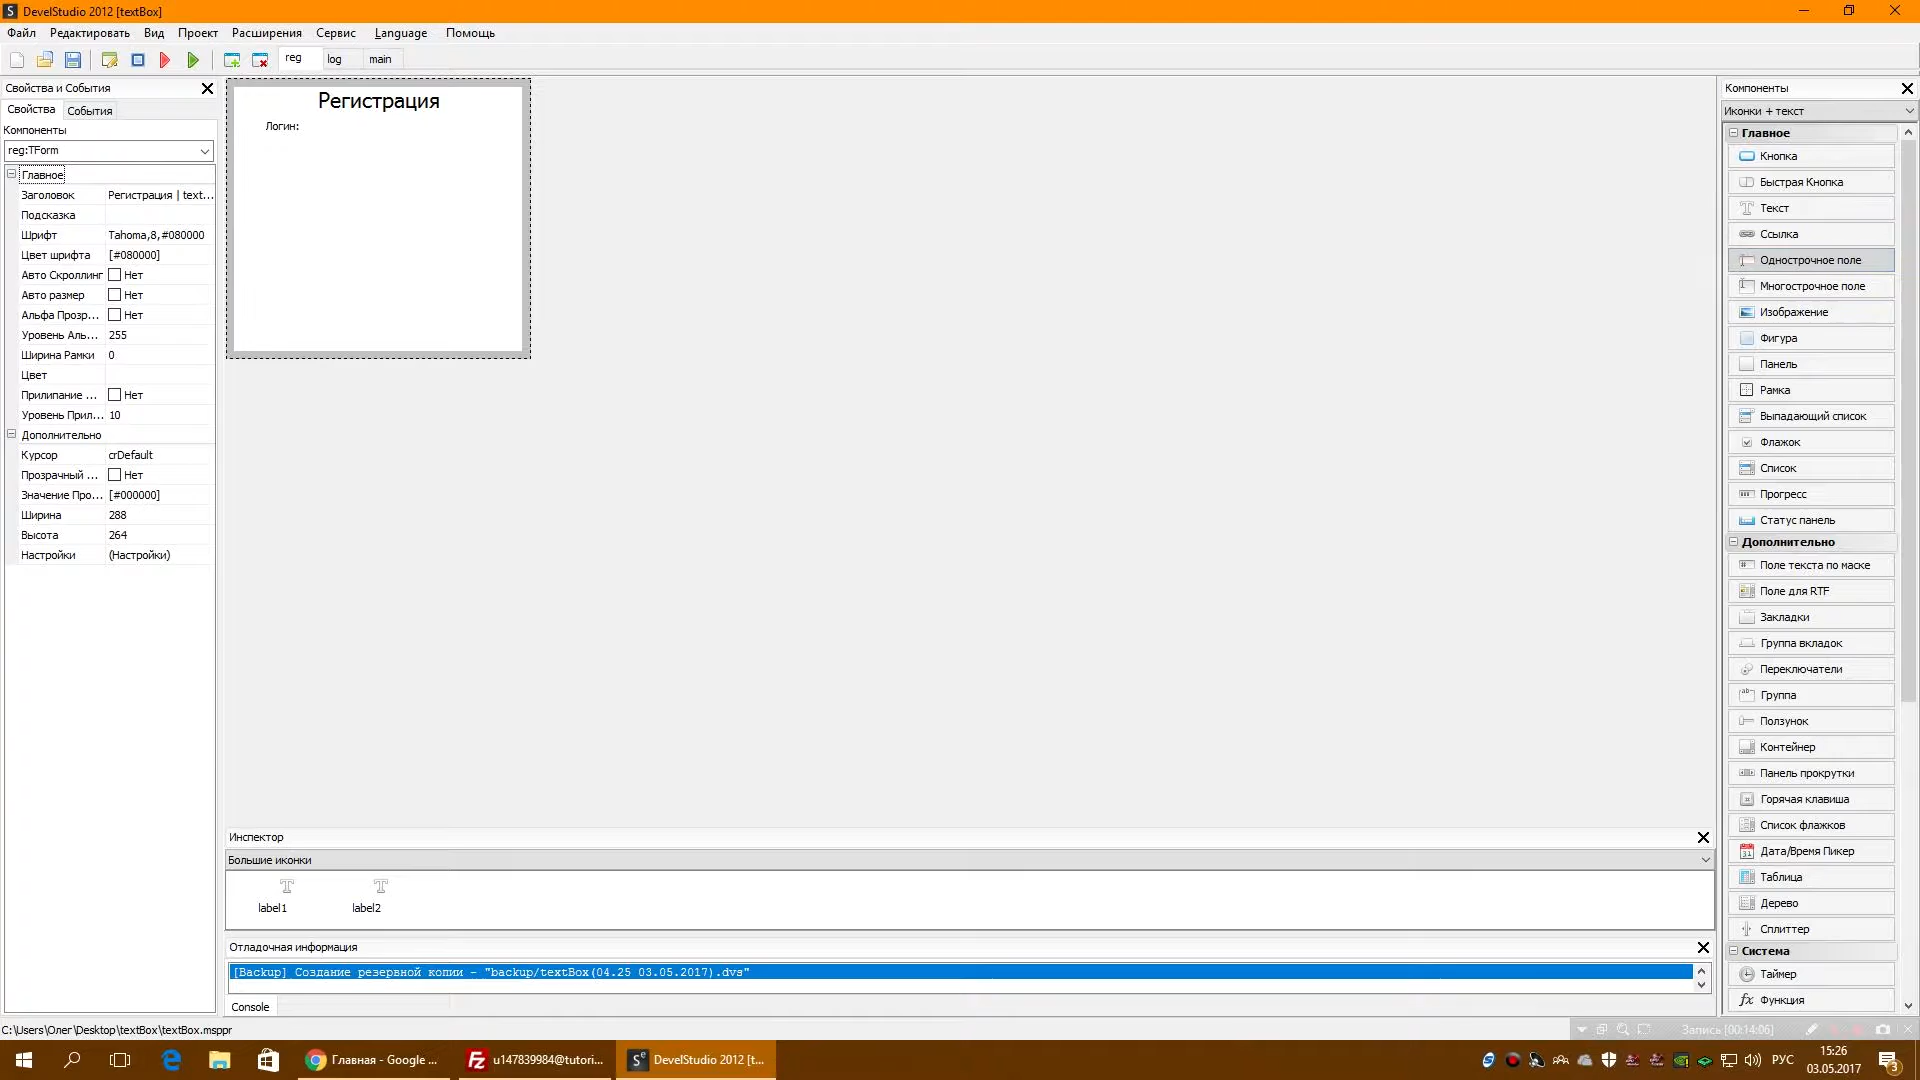 DevelStudio 2012 [textBox]
Файл Редактировать Вид Проект Расширения Сервис Language Помощь
reg log main
Свойства и События
Свойства События
Компоненты
reg:TForm
Главное
Заголовок Регистрация | text...
Подсказка
Шрифт Tahoma,8,#080000
Цвет шрифта [#080000]
Авто Скроллинг Нет
Авто размер Нет
Альфа Прозр... Нет
Уровень Аль... 255
Ширина Рамки 0
Цвет
Прилипание ... Нет
Уровень Прил... 10
Дополнительно
Курсор crDefault
Прозрачный ... Нет
Значение Про... [#000000]
Ширина 288
Высота 264
Настройки (Настройки)
Регистрация
Логин:
Инспектор
Большие иконки
label1 label2
Отладочная информация
[Backup] Создание резервной копии - "backup/textBox(04.25 03.05.2017).dvs"
Console
Компоненты
Иконки + текст
Главное
Кнопка
Быстрая Кнопка
Текст
Ссылка
Однострочное поле
Многострочное поле
Изображение
Фигура
Панель
Рамка
Выпадающий список
Флажок
Список
Прогресс
Статус панель
Дополнительно
Поле текста по маске
Поле для RTF
Закладки
Группа вкладок
Переключатели
Группа
Ползунок
Контейнер
Панель прокрутки
Горячая клавиша
Список флажков
Дата/Время Пикер
Таблица
Дерево
Сплиттер
Система
Таймер
Функция
C:\Users\Олег\Desktop\textBox\textBox.msppr
Запись [00:14:06]
Главная - Google ...
u147839984@tutori...
DevelStudio 2012 [t...
РУС
15:26
03.05.2017
3